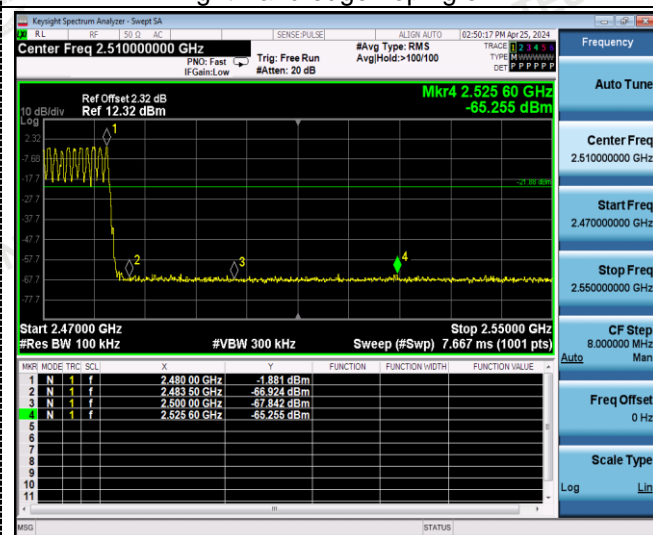 Keysight Spectrum Analyzer - Swept SA
RL RF 50 Ω AC SENSE:PULSE ALIGN AUTO 02:50:17 PM Apr 25, 2024
Center Freq 2.510000000 GHz #Avg Type: RMS TRACE 1 2 3 4 5 6
PNO: Fast Trig: Free Run Avg|Hold:>100/100 TYPE M WWWWW
IFGain:Low #Atten: 20 dB DET P P P P P P
Ref Offset 2.32 dB Mkr4 2.525 60 GHz
10 dB/div Ref 12.32 dBm -65.255 dBm
Log
1
2.32
-7.68
-17.7
-21.88 dBm
-27.7
-37.7
-47.7
-57.7
2 3 4
-67.7
-77.7
Start 2.47000 GHz Stop 2.55000 GHz
#Res BW 100 kHz #VBW 300 kHz Sweep (#Swp) 7.667 ms (1001 pts)
MKR MODE TRC SCL X Y FUNCTION FUNCTION WIDTH FUNCTION VALUE
1 N 1 f 2.480 00 GHz -1.881 dBm
2 N 1 f 2.483 50 GHz -66.924 dBm
3 N 1 f 2.500 00 GHz -67.842 dBm
4 N 1 f 2.525 60 GHz -65.255 dBm
5
6
7
8
9
10
11
MSG STATUS
Frequency
Auto Tune
Center Freq
2.510000000 GHz
Start Freq
2.470000000 GHz
Stop Freq
2.550000000 GHz
CF Step
8.000000 MHz
Auto Man
Freq Offset
0 Hz
Scale Type
Log Lin